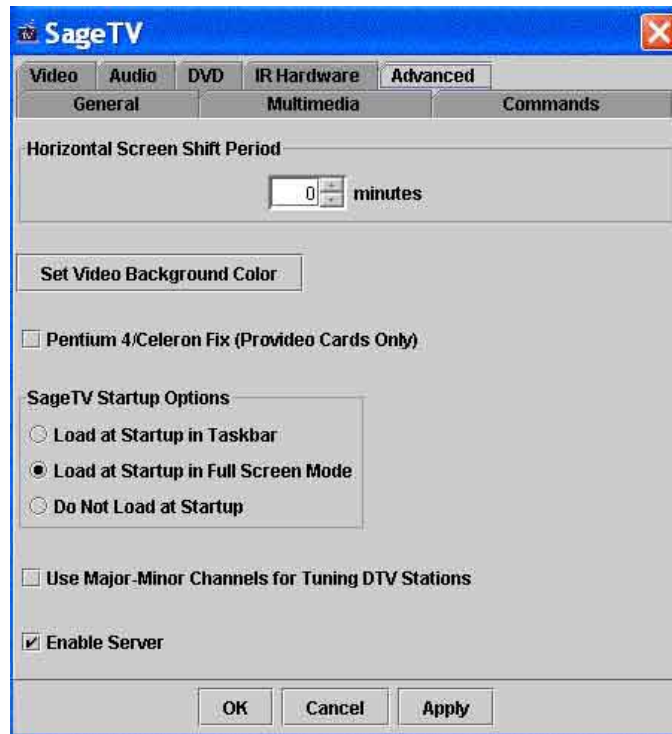 SageTV
Video Audio DVD IR Hardware Advanced
General Multimedia Commands
Horizontal Screen Shift Period
0 minutes
Set Video Background Color
Pentium 4/Celeron Fix (Provideo Cards Only)
SageTV Startup Options
Load at Startup in Taskbar
Load at Startup in Full Screen Mode
Do Not Load at Startup
Use Major-Minor Channels for Tuning DTV Stations
Enable Server
OK Cancel Apply